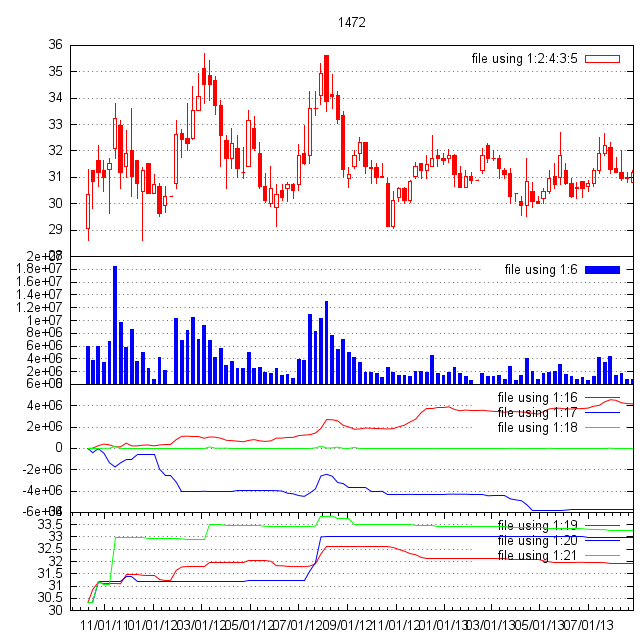 1472
36
file using 1:2:4:3:5
35
34
33
32
31
30
29
28
2e+07
1.8e+07
file using 1:6
1.6e+07
1.4e+07
1.2e+07
1e+07
8e+06
6e+06
4e+06
2e+06
0
6e+06
4e+06
file using 1:16
file using 1:17
2e+06
file using 1:18
0
-2e+06
-4e+06
-6e+06
34
33.5
file using 1:19
33
file using 1:20
32.5
file using 1:21
32
31.5
31
30.5
30
11/01/11 01/01/12 03/01/12 05/01/12 07/01/12 09/01/12 11/01/12 01/01/13 03/01/13 05/01/13 07/01/13